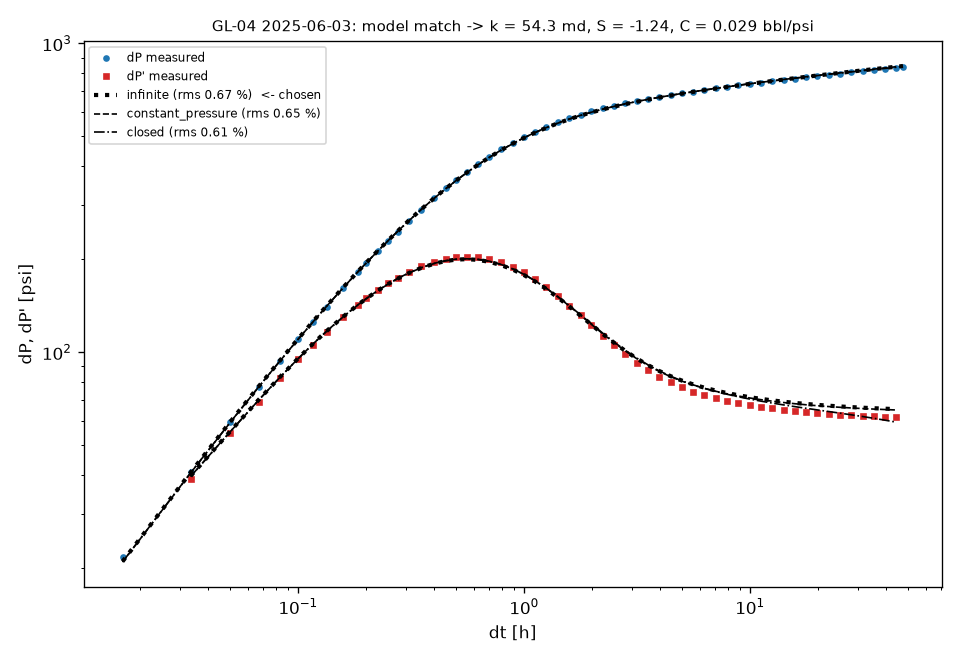 GL-04 2025-06-03: model match -> k = 54.3 md, S = -1.24, C = 0.029 bbl/psi
dP measured
dP' measured
infinite (rms 0.67 %)  <- chosen
constant_pressure (rms 0.65 %)
closed (rms 0.61 %)
dP, dP' [psi]
10³
10²
10⁻¹
10⁰
10¹
dt [h]